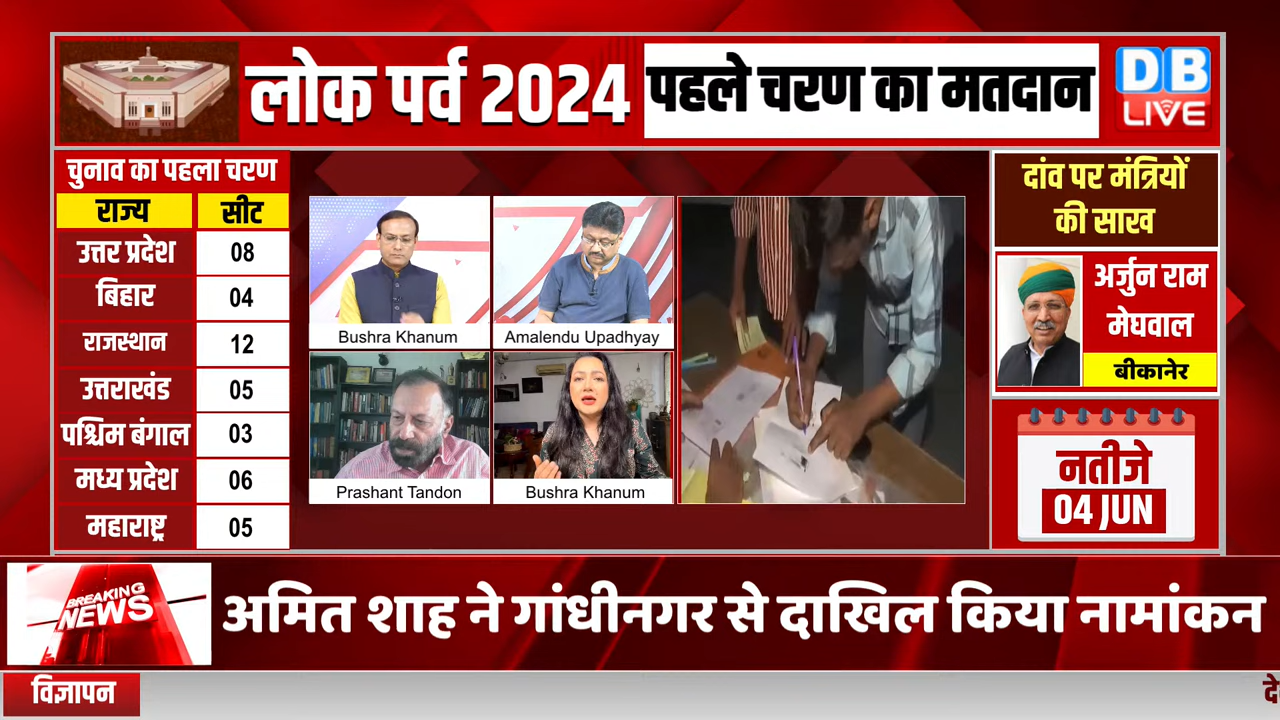 लोक पर्व 2024
पहले चरण का मतदान
DB
LIVE
चुनाव का पहला चरण
राज्य सीट
उत्तर प्रदेश 08
बिहार 04
राजस्थान 12
उत्तराखंड 05
पश्चिम बंगाल 03
मध्य प्रदेश 06
महाराष्ट्र 05
Bushra Khanum
Amalendu Upadhyay
Prashant Tandon
Bushra Khanum
दांव पर मंत्रियों
की साख
अर्जुन राम
मेघवाल
बीकानेर
नतीजे
04 JUN
BREAKING
NEWS
अमित शाह ने गांधीनगर से दाखिल किया नामांकन
विज्ञापन